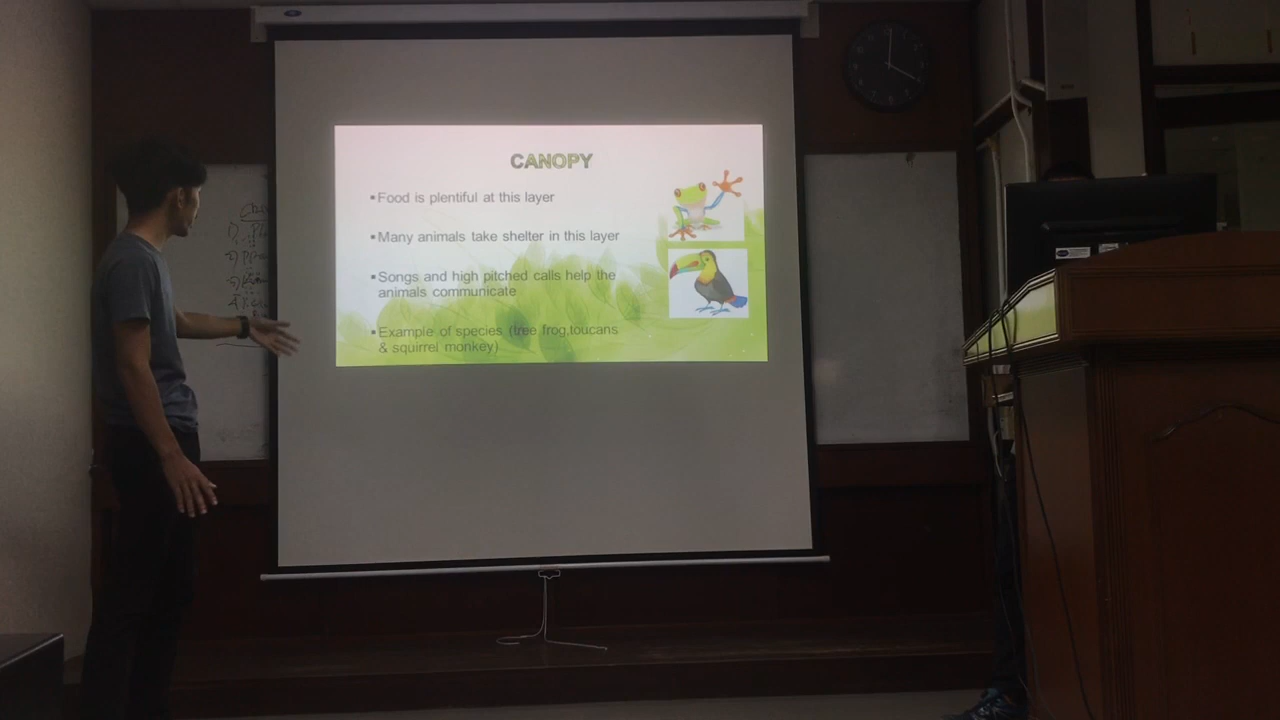 CANOPY
▪Food is plentiful at this layer
▪Many animals take shelter in this layer
▪Songs and high pitched calls help the
animals communicate
▪Example of species (tree frog,toucans
& squirrel monkey)